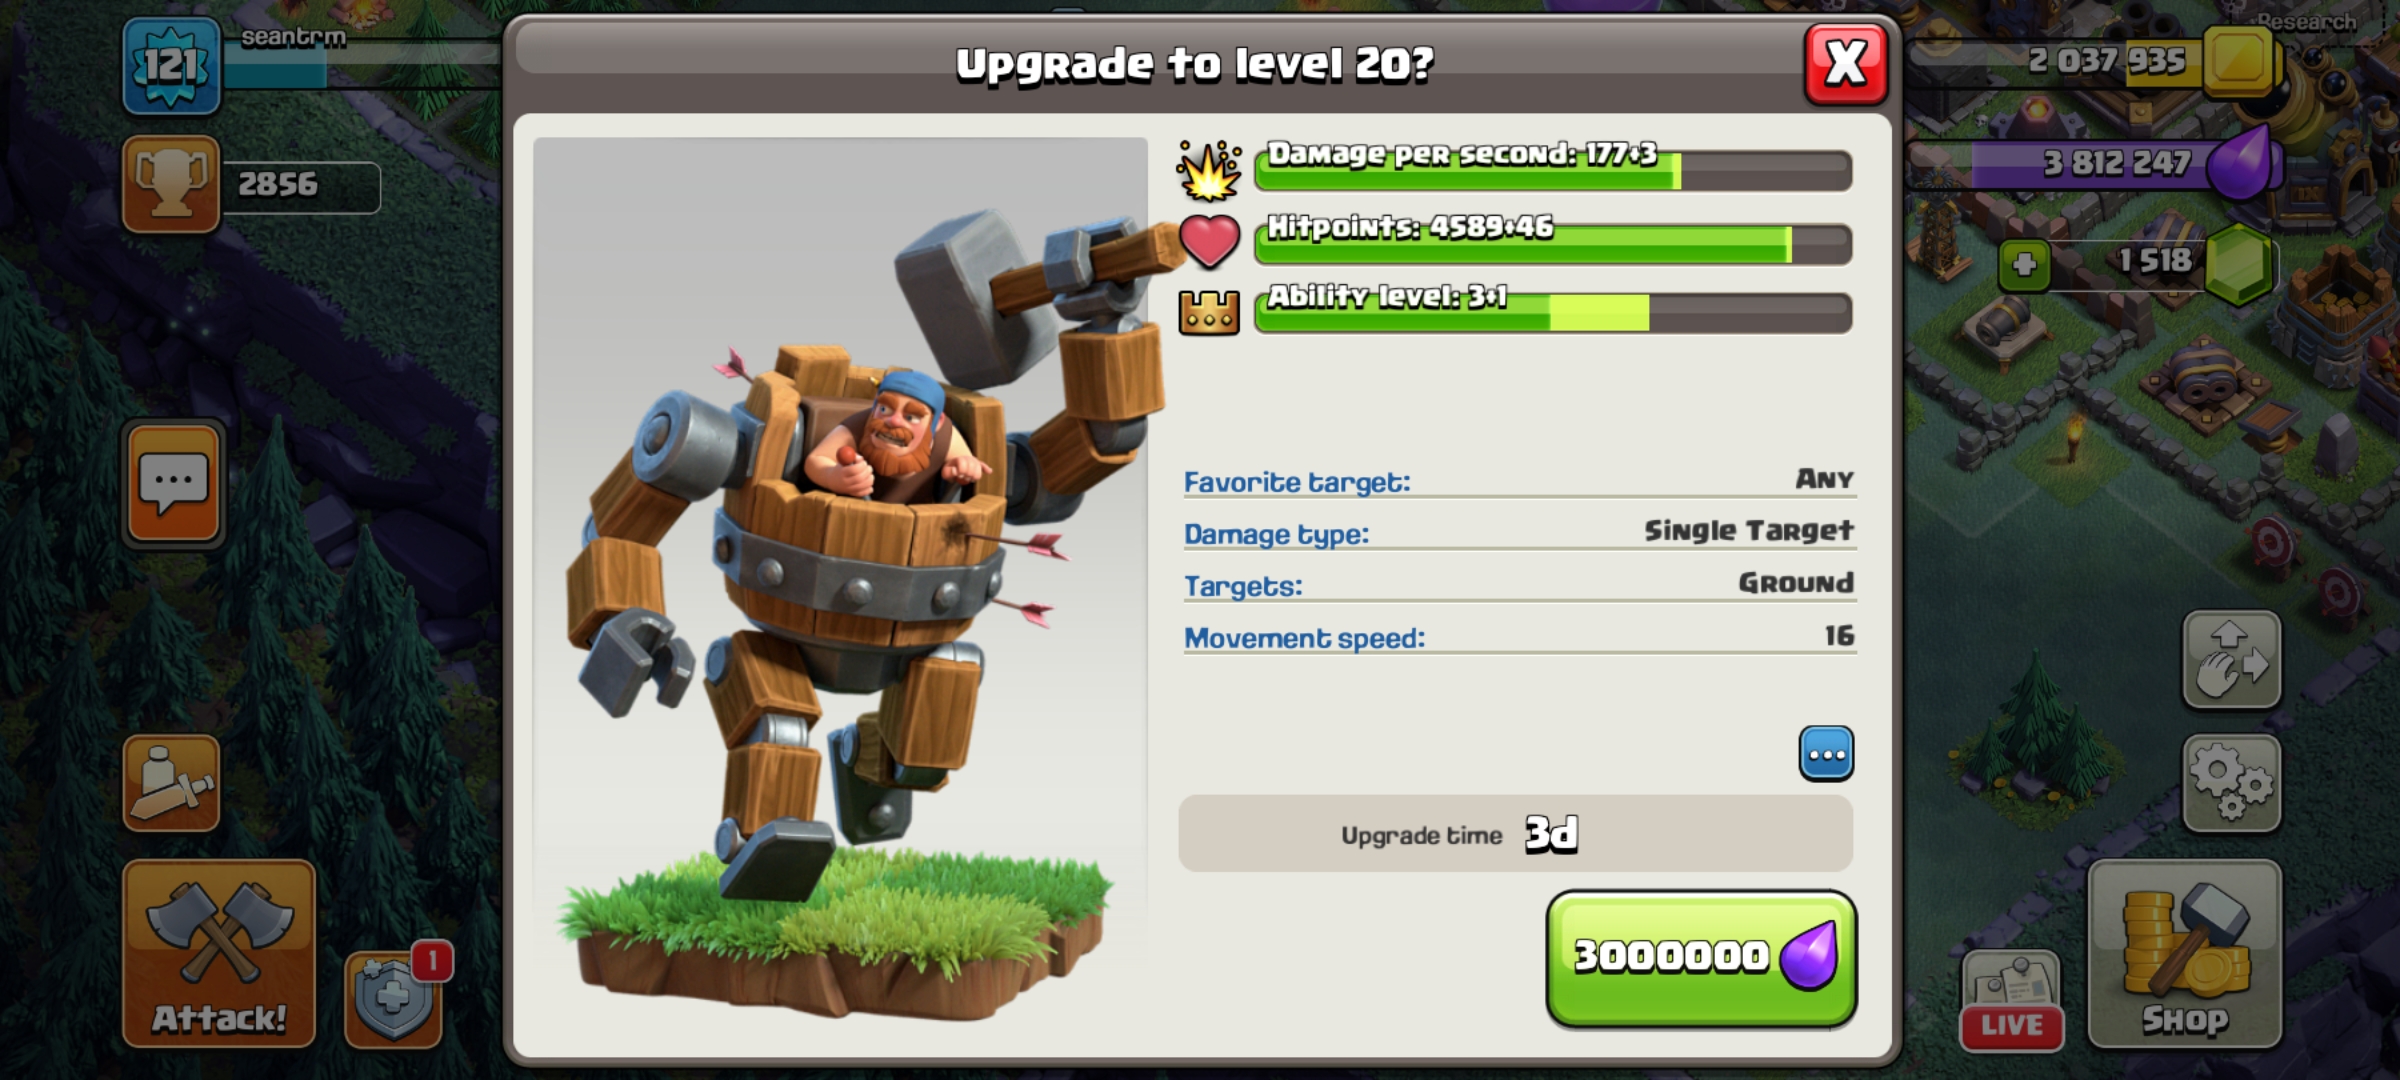 121
seantrm
Upgrade to level 20?
X
Research
2 037 935
2856
Damage per second: 177+3
3 812 247
Hitpoints: 4589+46
1 518
Ability level: 3+1
Favorite target: Any
Damage type: Single Target
Targets: Ground
Movement speed: 16
Upgrade time 3d
3000000
1
Attack!
LIVE
Shop